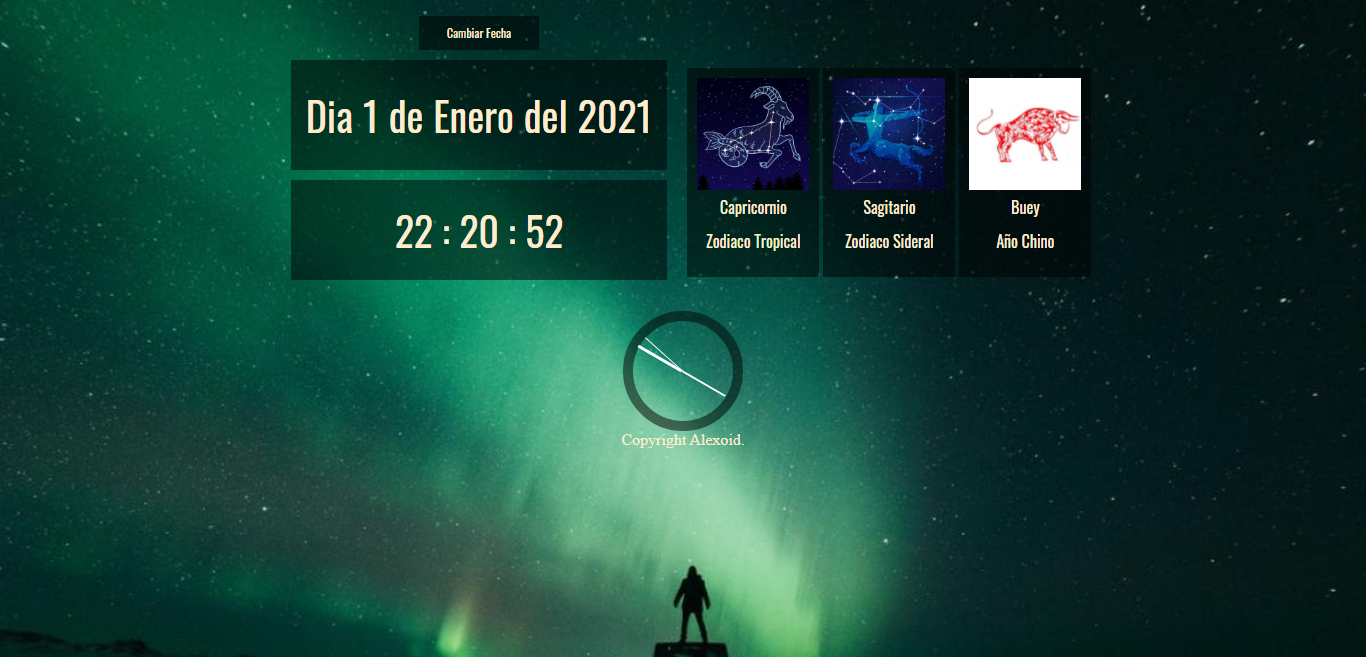 Cambiar Fecha
Dia 1 de Enero del 2021
22 : 20 : 52
Capricornio
Zodiaco Tropical
Sagitario
Zodiaco Sideral
Buey
Año Chino
Copyright Alexoid.